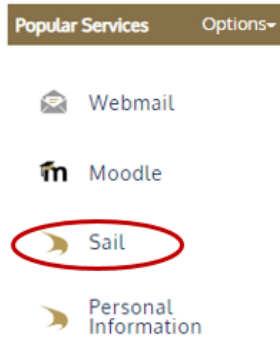 Popular Services Options
Webmail
Moodle
Sail
Personal
Information